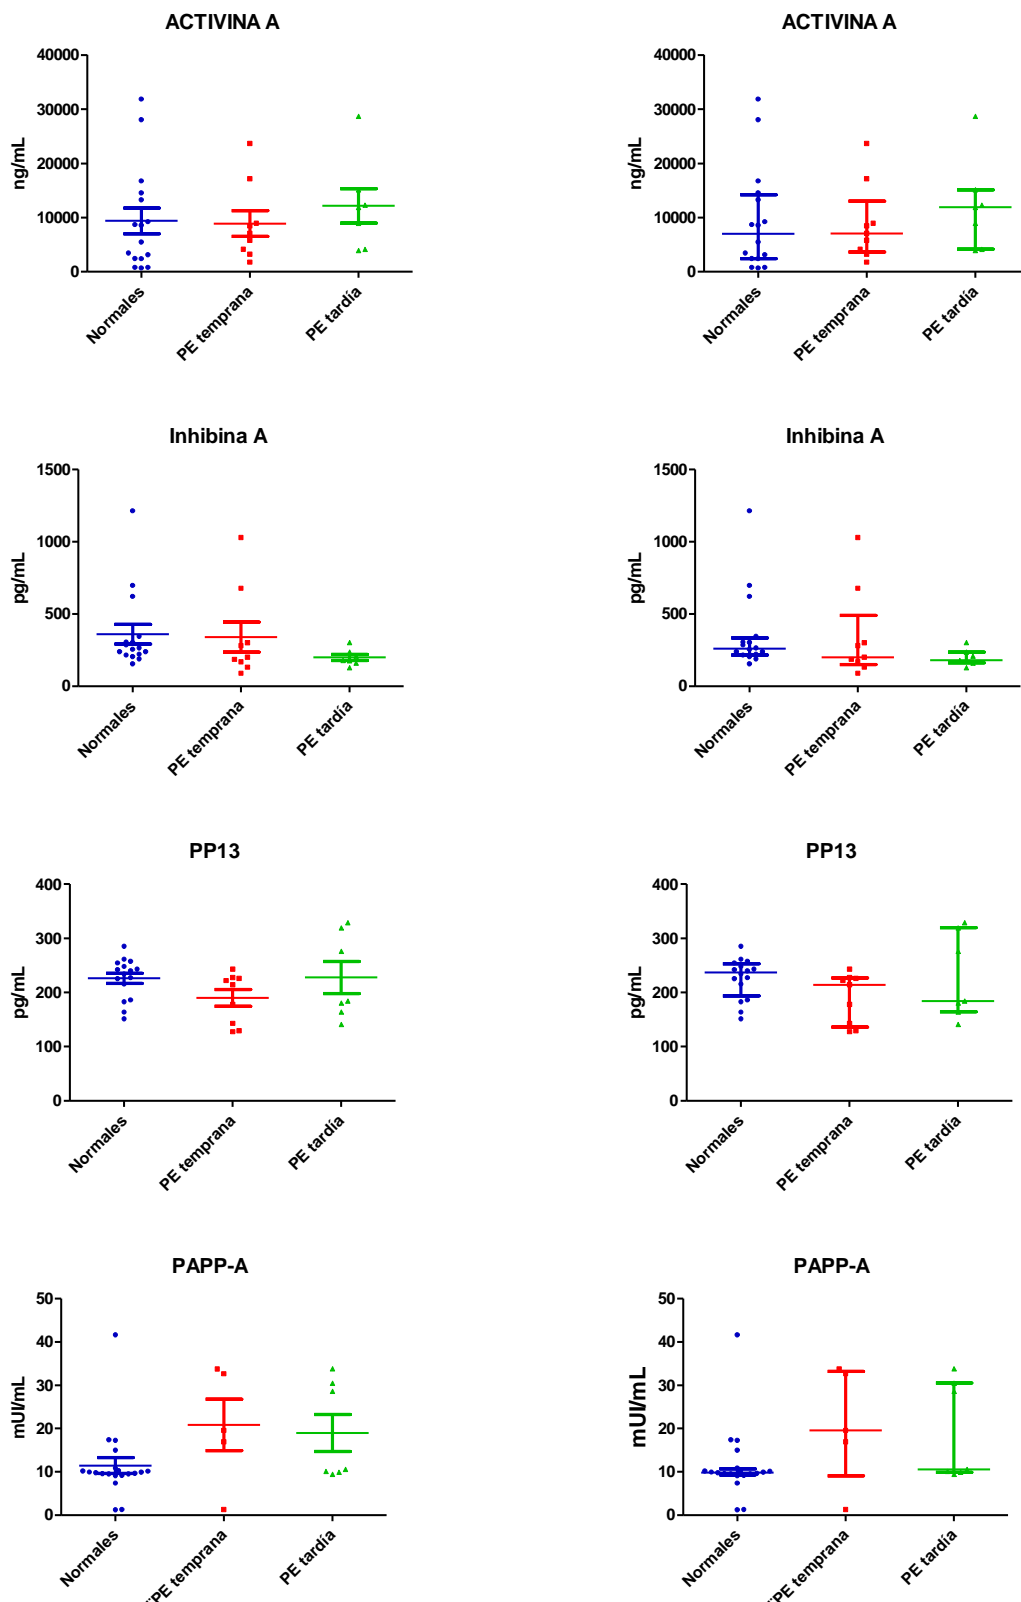 ACTIVINA A
ng/mL
40000
30000
20000
10000
0
Normales
PE temprana
PE tardía
ACTIVINA A
ng/mL
40000
30000
20000
10000
0
Normales
PE temprana
PE tardía
Inhibina A
pg/mL
1500
1000
500
0
Normales
PE temprana
PE tardía
Inhibina A
pg/mL
1500
1000
500
0
Normales
PE temprana
PE tardía
PP13
pg/mL
400
300
200
100
0
Normales
PE temprana
PE tardía
PP13
pg/mL
400
300
200
100
0
Normales
PE temprana
PE tardía
PAPP-A
mUI/mL
50
40
30
20
10
0
Normales
PE temprana
PE tardía
PAPP-A
mUI/mL
50
40
30
20
10
0
Normales
PE temprana
PE tardía